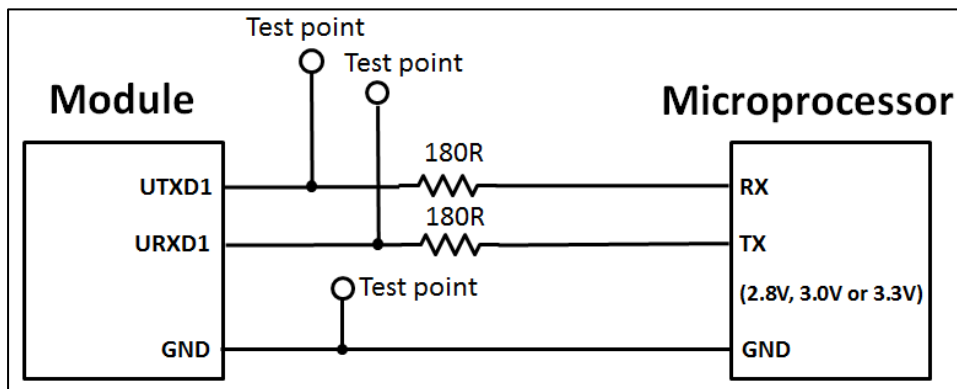 Test point
Test point
Module
Microprocessor
180R
UTXD1
RX
180R
URXD1
TX
Test point
(2.8V, 3.0V or 3.3V)
GND
GND